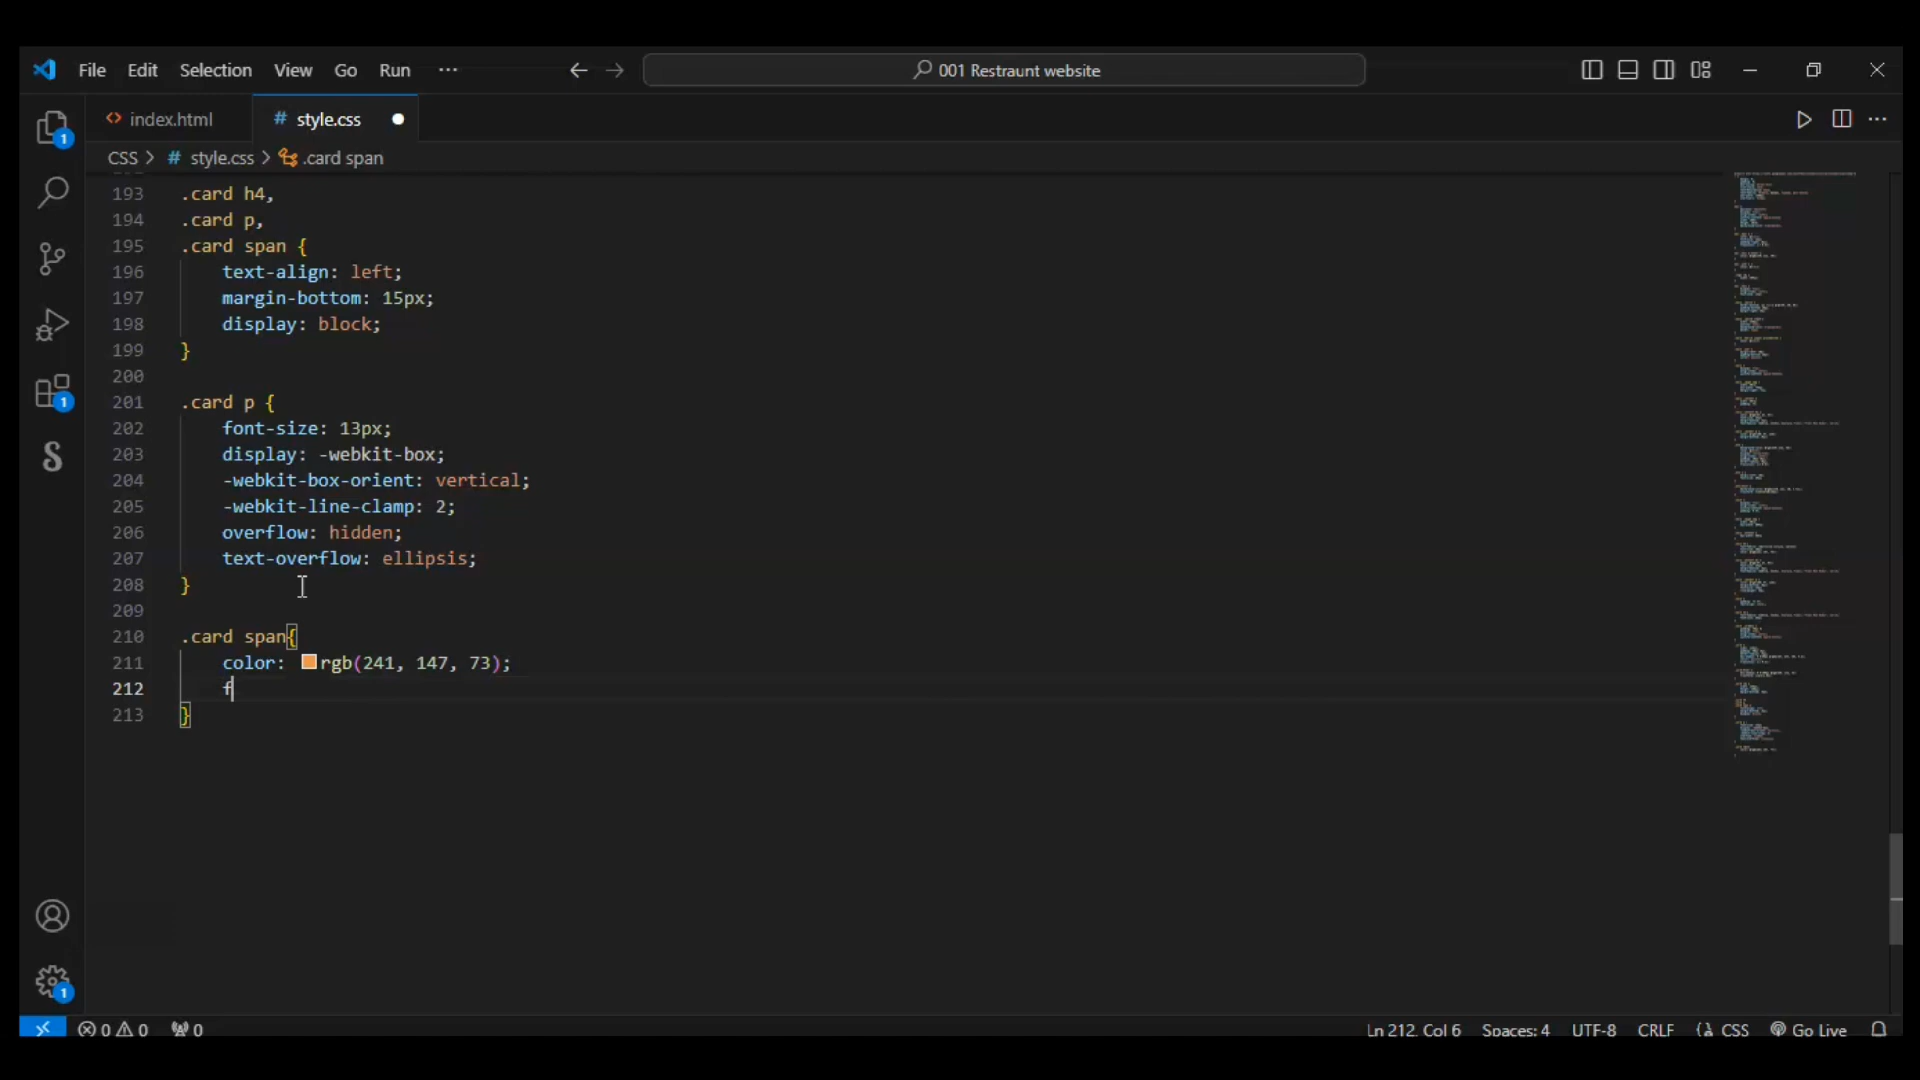 File Edit Selection View Go Run ···
001 Restraunt website
index.html
# style.css
CSS > # style.css > .card span
193 .card h4,
194 .card p,
195 .card span {
196 text-align: left;
197 margin-bottom: 15px;
198 display: block;
199 }
200
201 .card p {
202 font-size: 13px;
203 display: -webkit-box;
204 -webkit-box-orient: vertical;
205 -webkit-line-clamp: 2;
206 overflow: hidden;
207 text-overflow: ellipsis;
208 }
209
210 .card span{
211 color: rgb(241, 147, 73);
212 f
213 }
1
1
1
0 0 0
Ln 212, Col 6 Spaces: 4 UTF-8 CRLF CSS Go Live